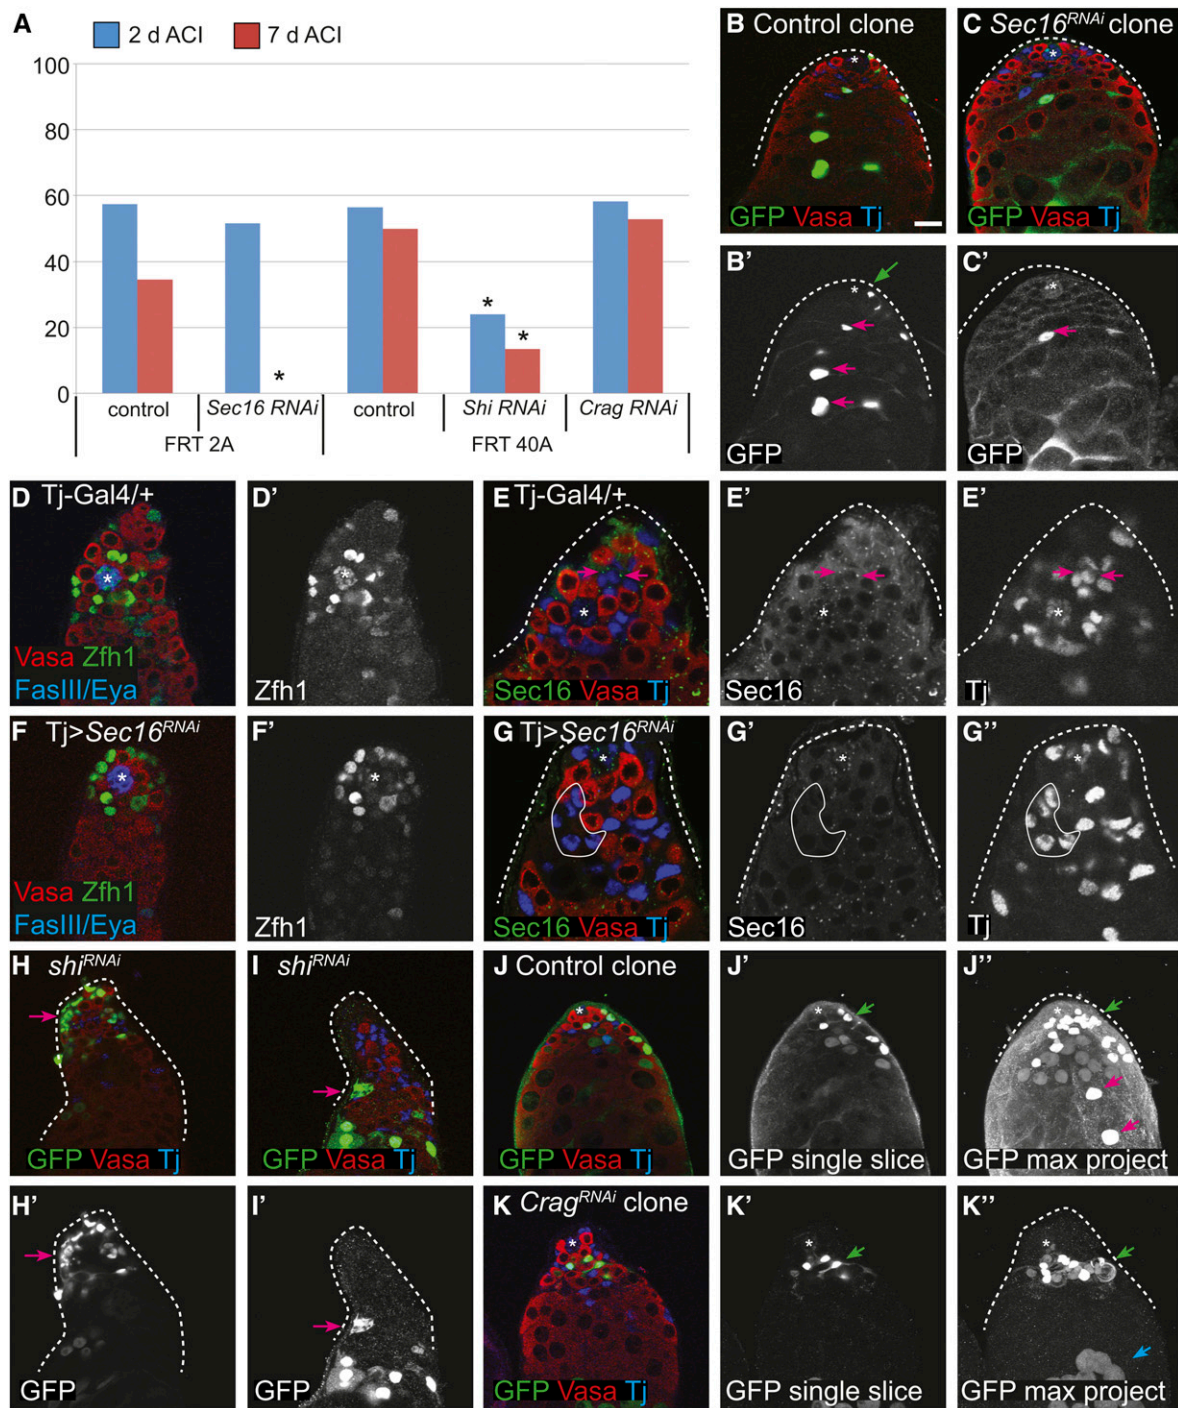 A
2 d ACI 7 d ACI
100
80
60
40
20
0
*
*
*
control Sec16 RNAi control Shi RNAi Crag RNAi
FRT 2A FRT 40A
B Control clone
*
GFP Vasa Tj
C Sec16RNAi clone
*
GFP Vasa Tj
B'
*
GFP
C'
*
GFP
D Tj-Gal4/+
*
Vasa Zfh1
FasIII/Eya
D'
*
Zfh1
E Tj-Gal4/+
*
Sec16 Vasa Tj
E'
*
Sec16
E'
*
Tj
F Tj>Sec16RNAi
*
Vasa Zfh1
FasIII/Eya
F'
*
Zfh1
G Tj>Sec16RNAi
*
Sec16 Vasa Tj
G'
*
Sec16
G''
*
Tj
H shiRNAi
GFP Vasa Tj
I shiRNAi
GFP Vasa Tj
J Control clone
*
GFP Vasa Tj
J'
*
GFP single slice
J''
*
GFP max project
H'
GFP
I'
GFP
K CragRNAi clone
*
GFP Vasa Tj
K'
*
GFP single slice
K''
*
GFP max project